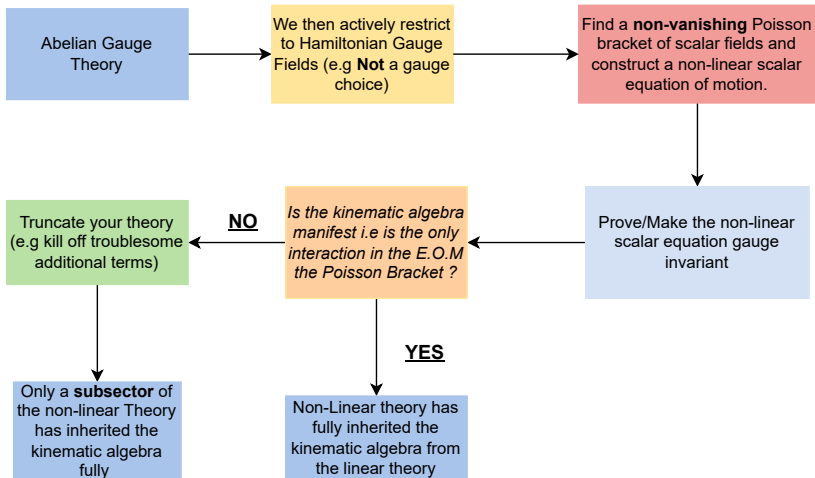 Abelian Gauge
Theory
We then actively restrict
to Hamiltonian Gauge
Fields (e.g Not a gauge
choice)
Find a non-vanishing Poisson
bracket of scalar fields and
construct a non-linear scalar
equation of motion.
Prove/Make the non-linear
scalar equation gauge
invariant
Is the kinematic algebra
manifest i.e is the only
interaction in the E.O.M
the Poisson Bracket ?
NO
Truncate your theory
(e.g kill off troublesome
additional terms)
YES
Only a subsector of
the non-linear Theory
has inherited the
kinematic algebra
fully
Non-Linear theory has
fully inherited the
kinematic algebra from
the linear theory